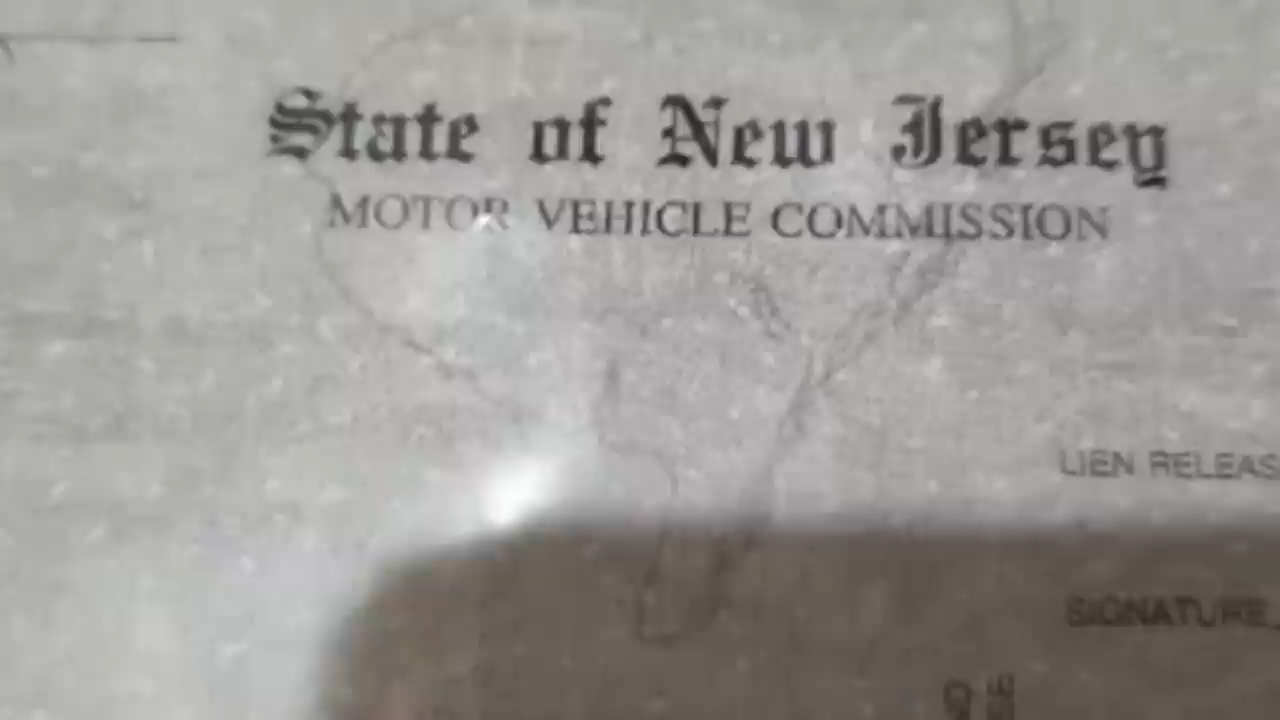 State of New Jersey
MOTOR VEHICLE COMMISSION
LIEN RELEAS
SIGNATURE